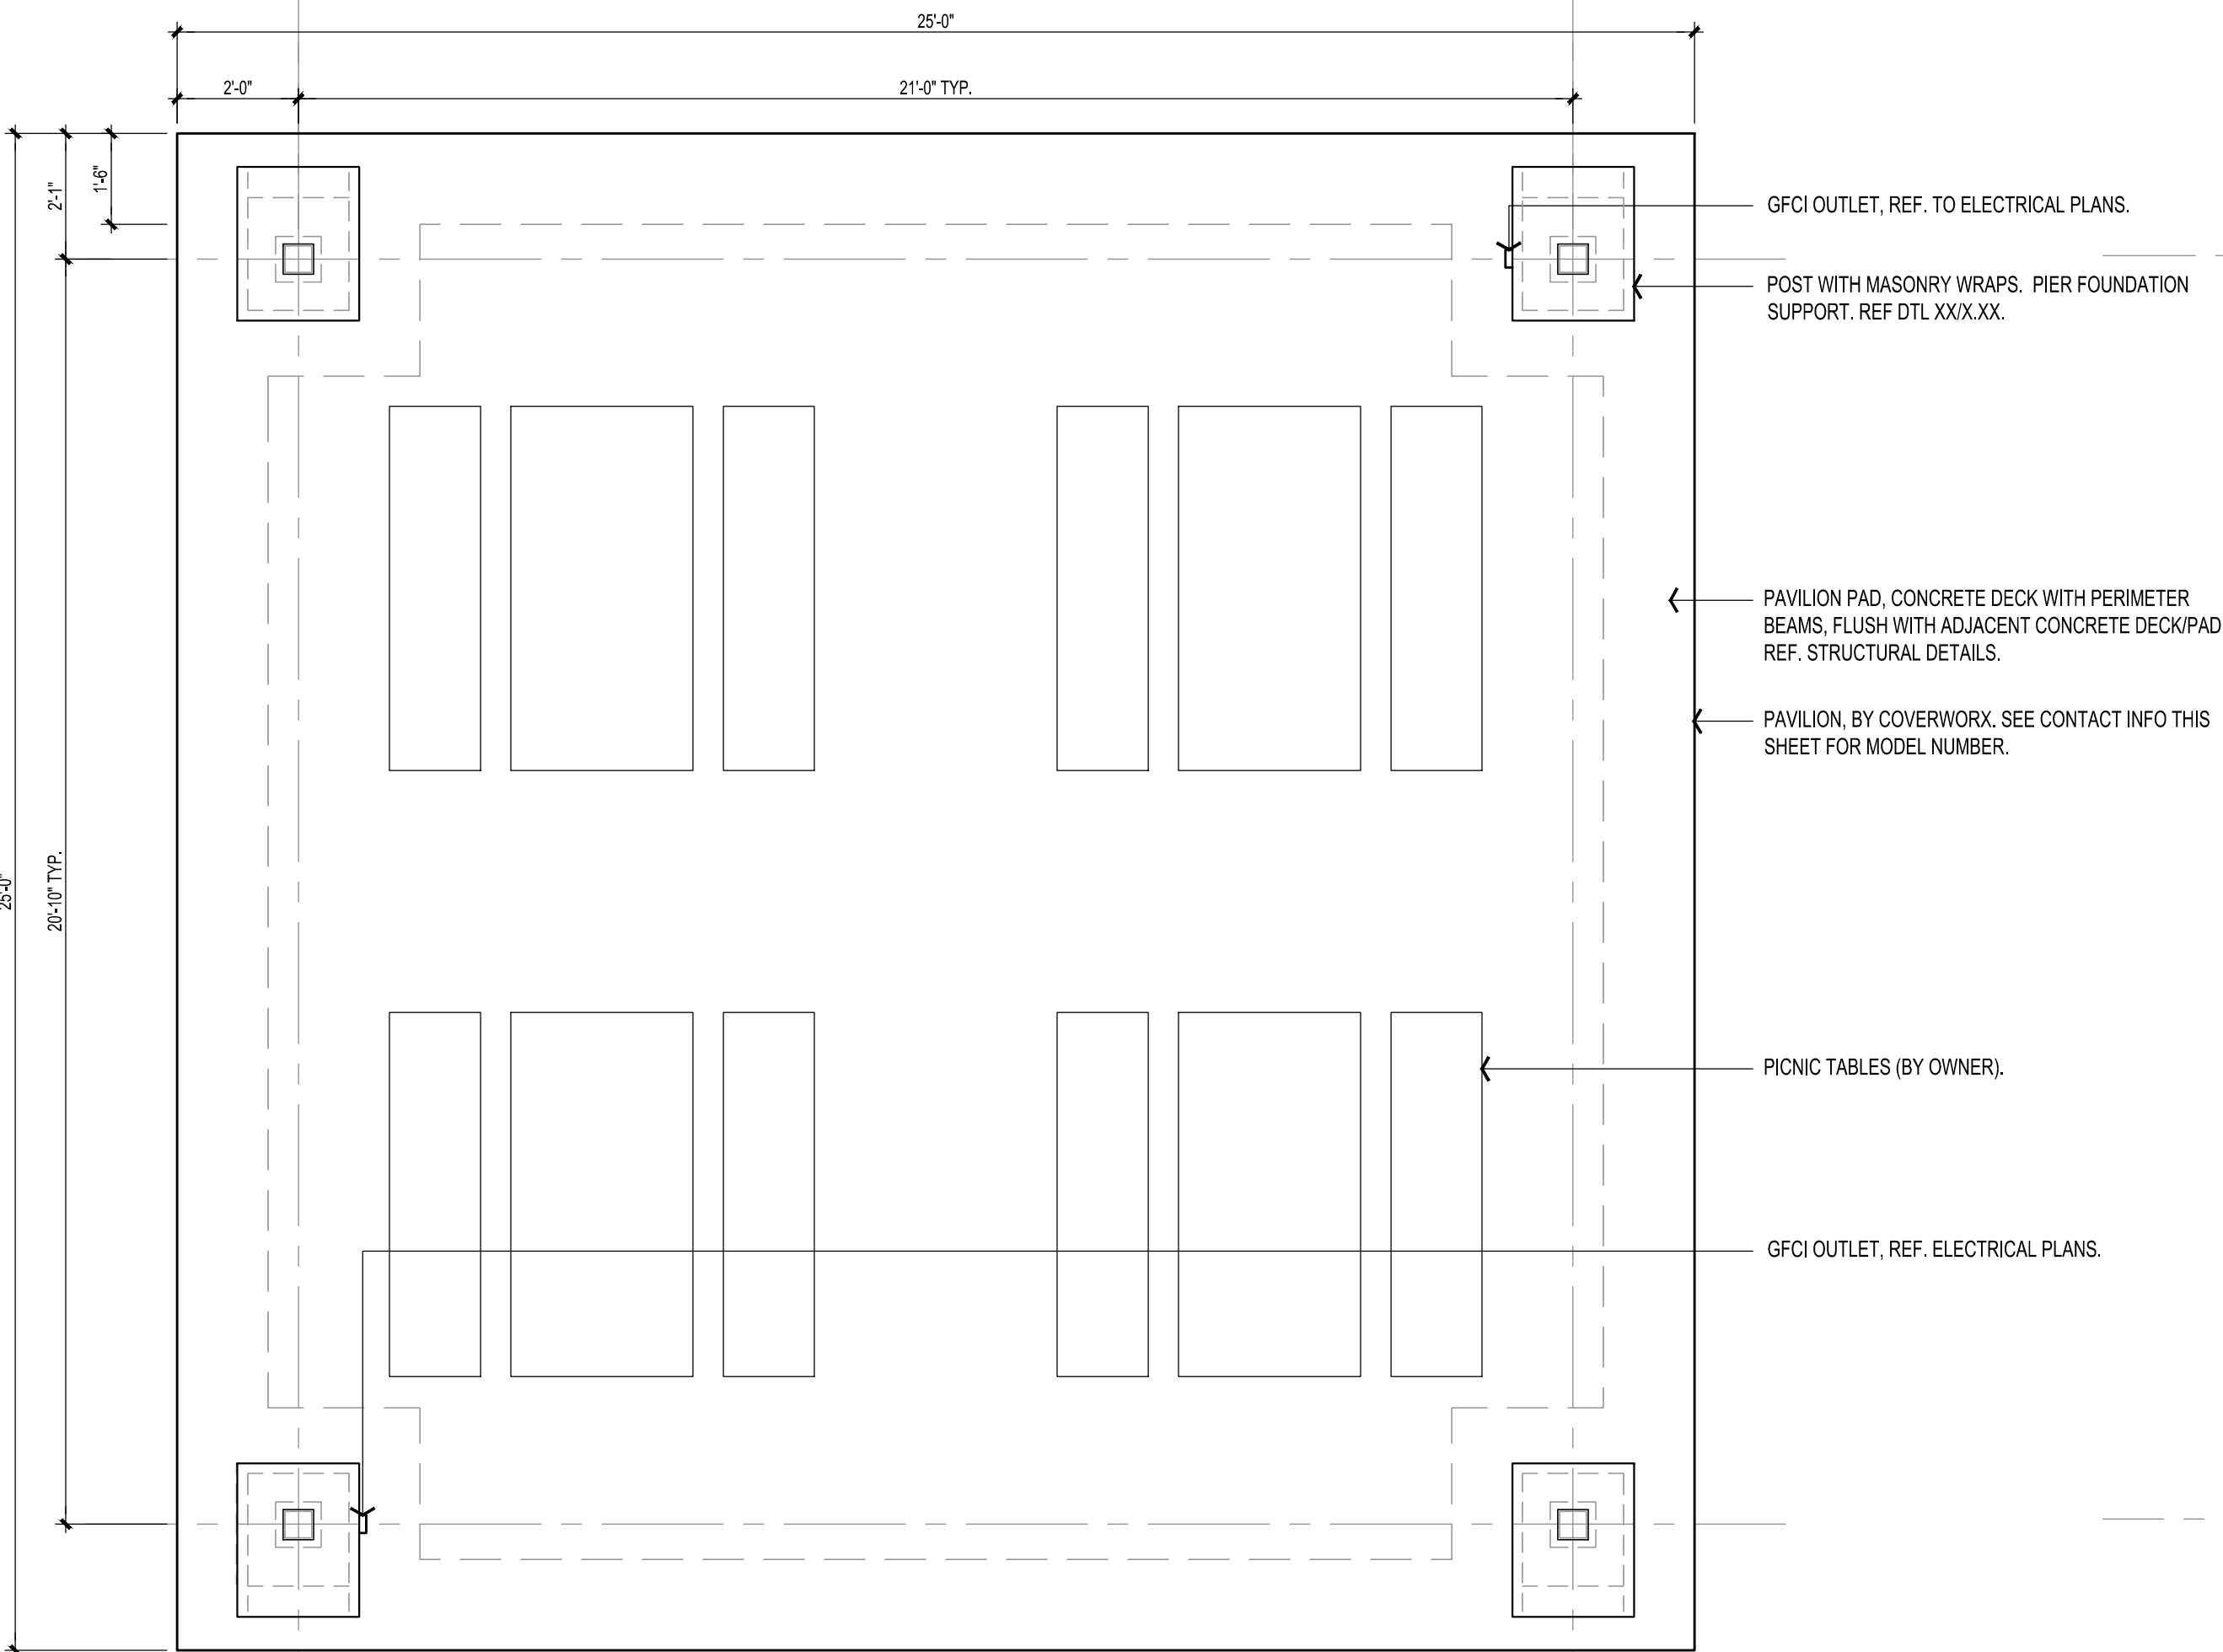 25'-0"
2'-0"
21'-0" TYP.
2'-1"
1'-6"
25'-0"
20'-10" TYP.
GFCI OUTLET, REF. TO ELECTRICAL PLANS.
POST WITH MASONRY WRAPS. PIER FOUNDATION
SUPPORT. REF DTL XX/X.XX.
PAVILION PAD, CONCRETE DECK WITH PERIMETER
BEAMS, FLUSH WITH ADJACENT CONCRETE DECK/PAD
REF. STRUCTURAL DETAILS.
PAVILION, BY COVERWORX. SEE CONTACT INFO THIS
SHEET FOR MODEL NUMBER.
PICNIC TABLES (BY OWNER).
GFCI OUTLET, REF. ELECTRICAL PLANS.